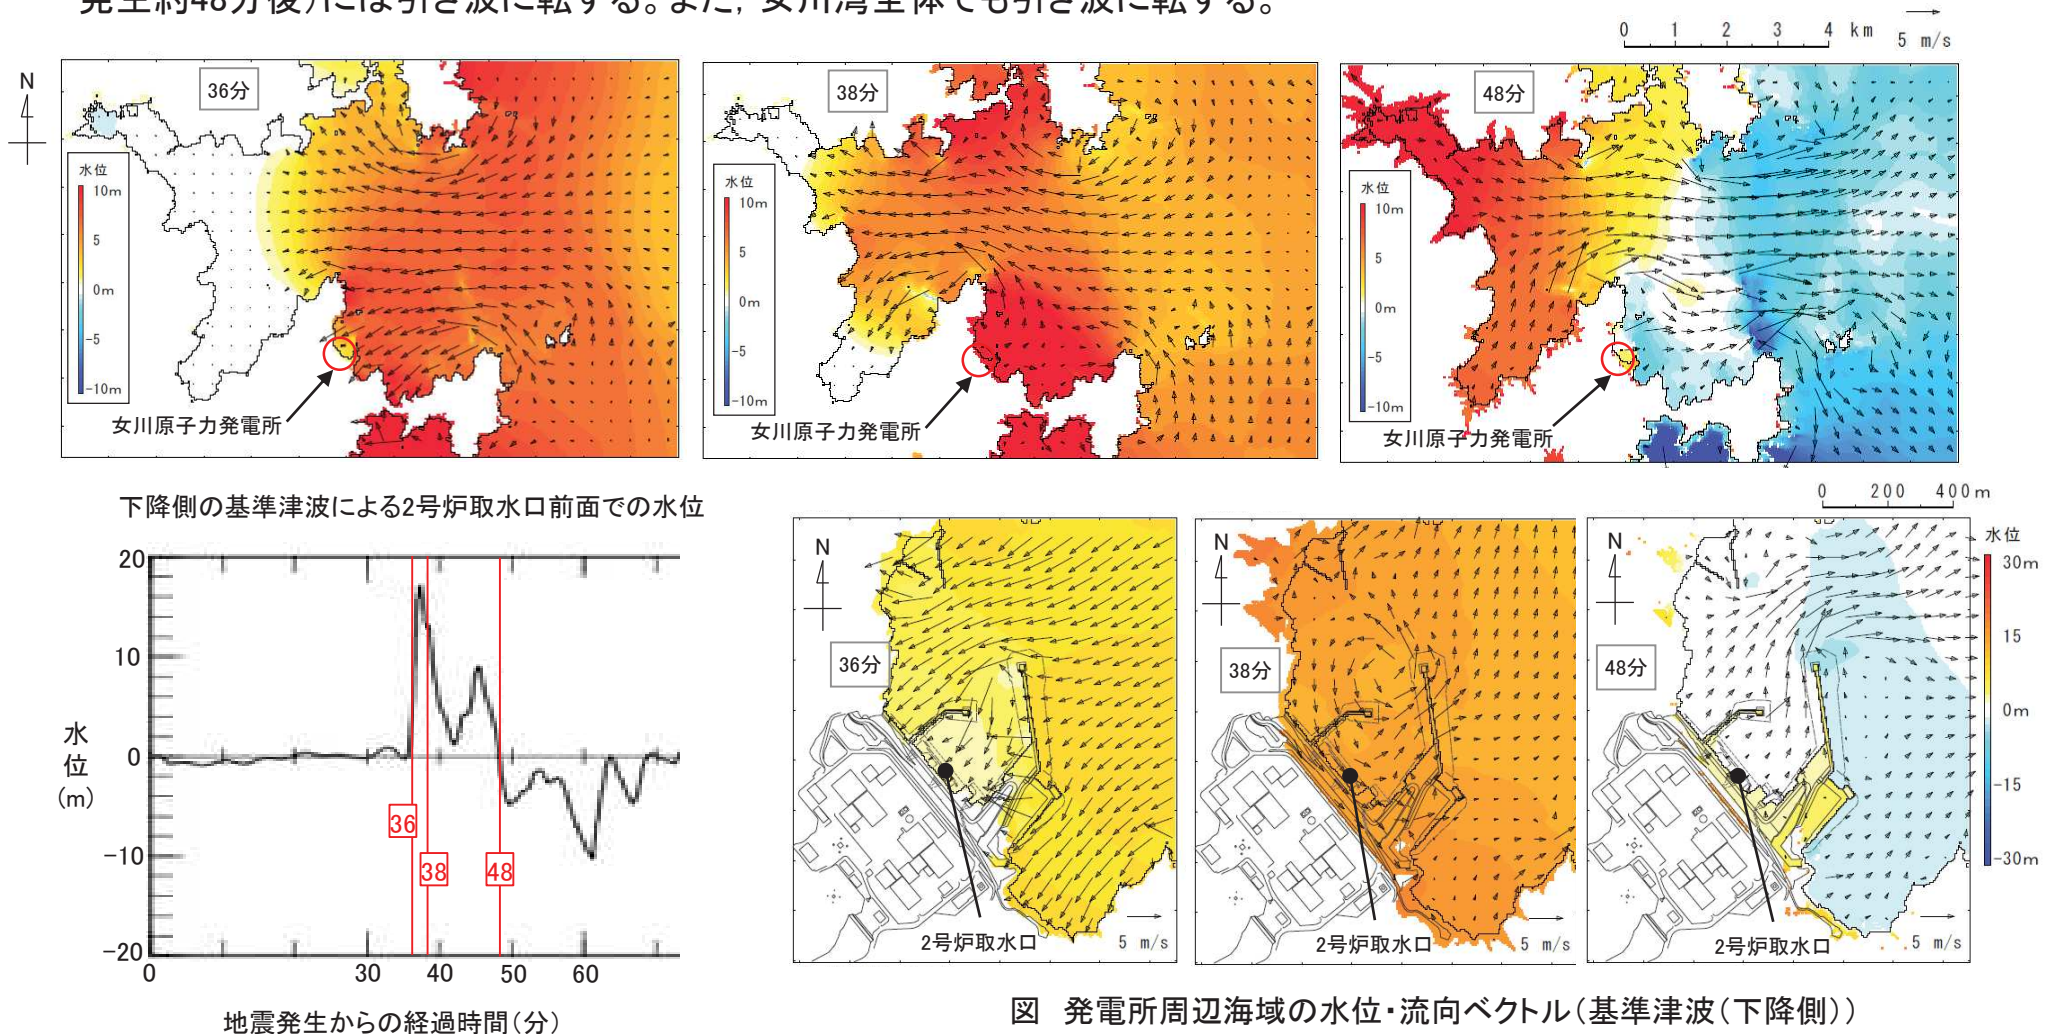 発生約48分後)には引き波に転する。また, 女川湾全体でも引き波に転する。
0 1 2 3 4 km
5 m/s
N
36分
水位
10m
5
0m
-5
-10m
女川原子力発電所
38分
水位
10m
5
0m
-5
-10m
女川原子力発電所
48分
水位
10m
5
0m
-5
-10m
女川原子力発電所
下降側の基準津波による2号炉取水口前面での水位
20
10
0
-10
-20
水位
(m)
36
38
48
0 30 40 50 60
地震発生からの経過時間(分)
0 200 400m
N
36分
2号炉取水口
5 m/s
N
38分
2号炉取水口
5 m/s
N
48分
2号炉取水口
5 m/s
水位
30m
15
0m
-15
-30m
図 発電所周辺海域の水位・流向ベクトル(基準津波(下降側))